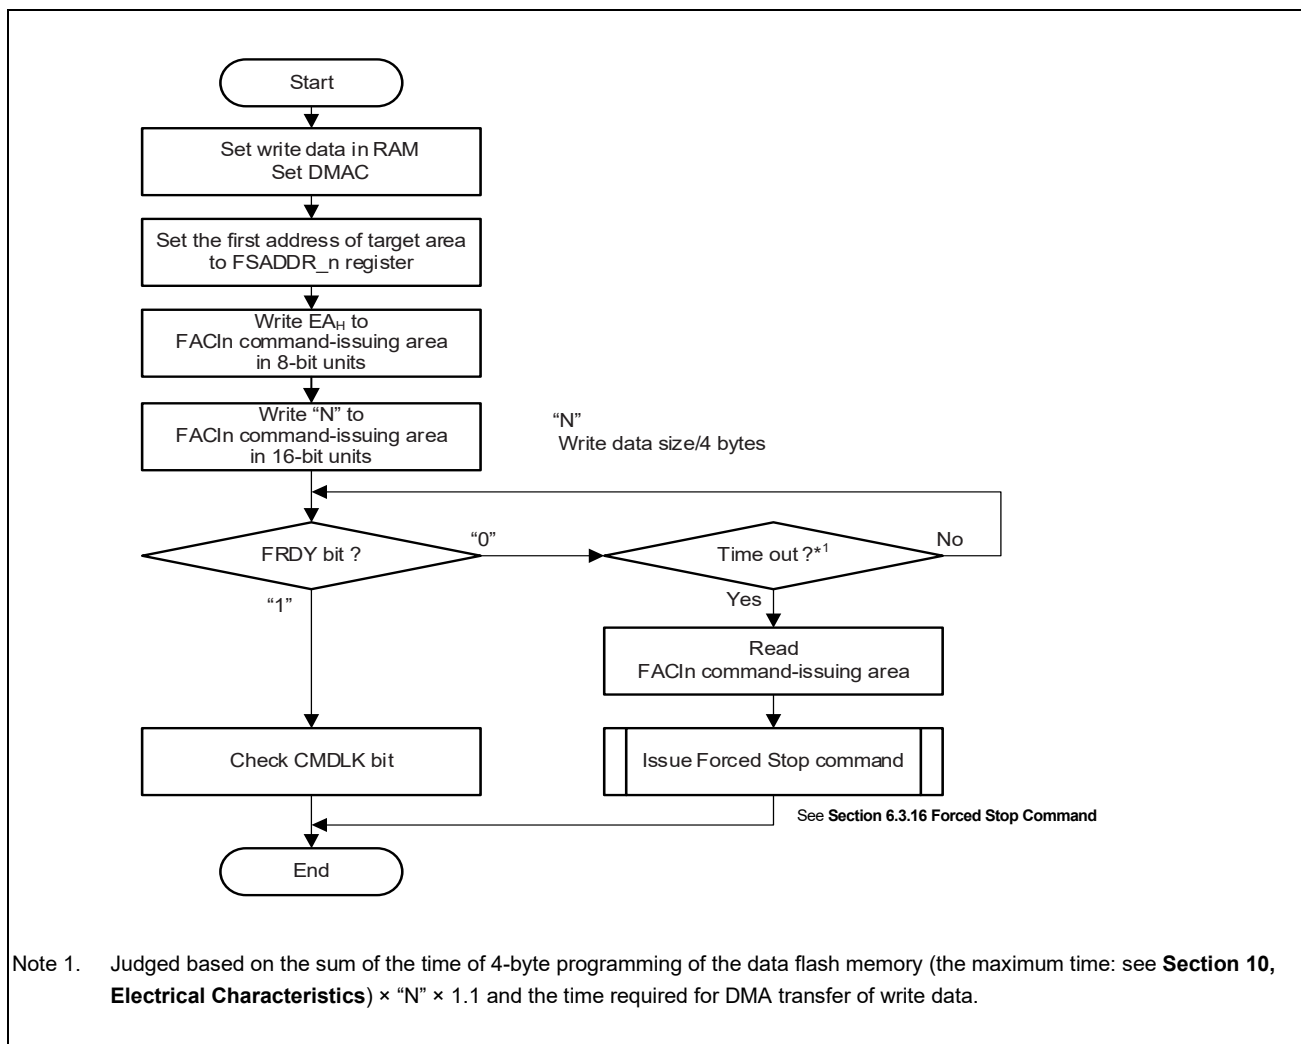 Start
Set write data in RAM
Set DMAC
Set the first address of target area
to FSADDR_n register
Write EAH to
FACIn command-issuing area
in 8-bit units
Write “N” to
FACIn command-issuing area
in 16-bit units
“N”
Write data size/4 bytes
FRDY bit ?
“0”
Time out ?*1
No
“1”
Yes
Read
FACIn command-issuing area
Check CMDLK bit
Issue Forced Stop command
See Section 6.3.16 Forced Stop Command
End
Note 1. Judged based on the sum of the time of 4-byte programming of the data flash memory (the maximum time: see Section 10,
Electrical Characteristics) × “N” × 1.1 and the time required for DMA transfer of write data.